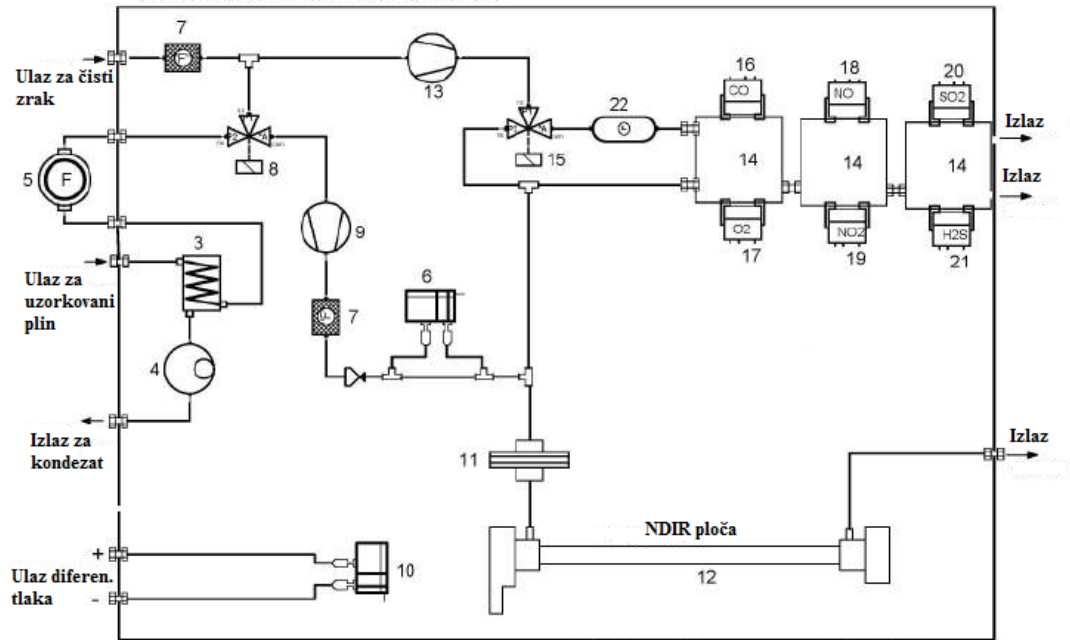 7
F
Ulaz za čisti
zrak
13
8
5
F
3
Ulaz za
uzorkovani
plin
4
Izlaz za
kondezat
9
7
6
15
22
16
CO
18
NO
20
SO2
14
14
14
O2
17
NO2
19
H2S
21
Izlaz
Izlaz
11
NDIR ploča
12
Izlaz
+
Ulaz diferen.
tlaka
-
10